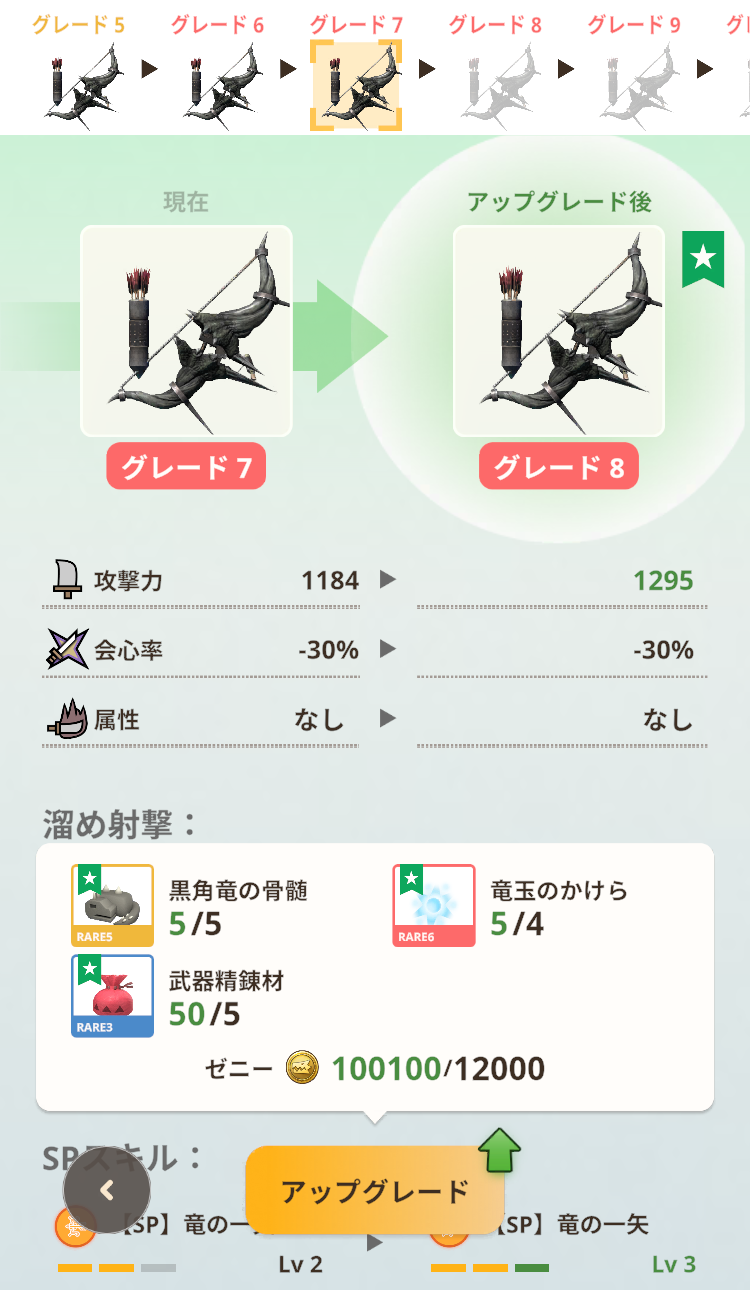 グレード 5
グレード 6
グレード 7
グレード 8
グレード 9
現在
アップグレード後
グレード 7
グレード 8
攻撃力 1184 1295
会心率 -30% -30%
属性 なし なし
溜め射撃：
黒角竜の骨髄
5/5
RARE5
竜玉のかけら
5/4
RARE6
武器精錬材
50/5
RARE3
ゼニー 100100/12000
SPスキル：
アップグレード
【SP】竜の一矢
【SP】竜の一矢
Lv 2
Lv 3